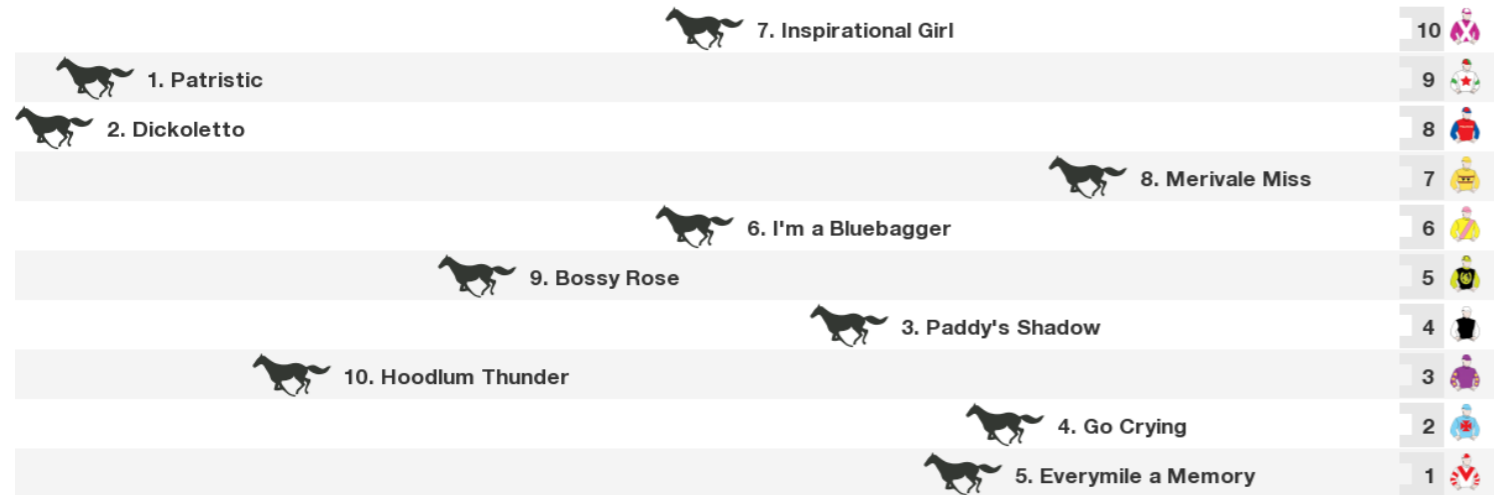 7. Inspirational Girl 10
1. Patristic 9
2. Dickoletto 8
8. Merivale Miss 7
6. I'm a Bluebagger 6
9. Bossy Rose 5
3. Paddy's Shadow 4
10. Hoodlum Thunder 3
4. Go Crying 2
5. Everymile a Memory 1